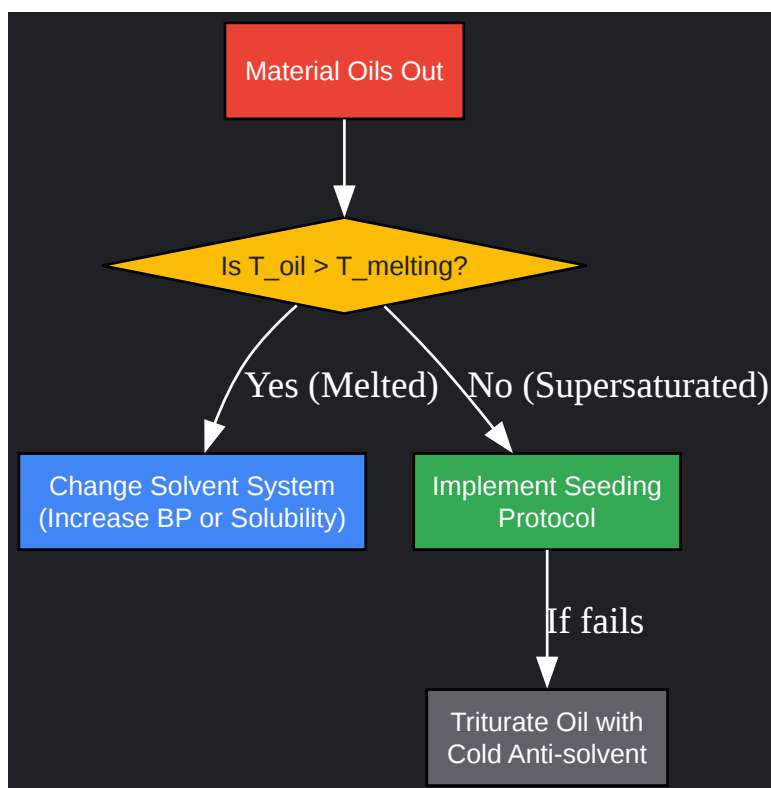 Material Oils Out
Is T_oil > T_melting?
Yes (Melted)
No (Supersaturated)
Change Solvent System
(Increase BP or Solubility)
Implement Seeding
Protocol
If fails
Triturate Oil with
Cold Anti-solvent